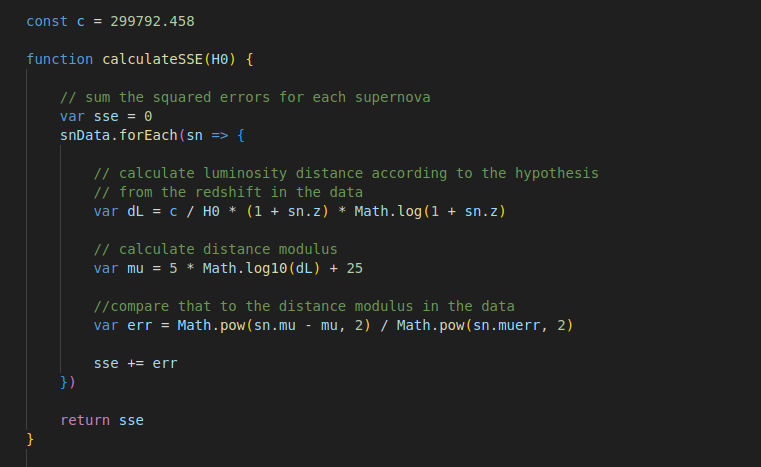 const c = 299792.458
function calculateSSE(H0) {
// sum the squared errors for each supernova
var sse = 0
snData.forEach(sn => {
// calculate luminosity distance according to the hypothesis
// from the redshift in the data
var dL = c / H0 * (1 + sn.z) * Math.log(1 + sn.z)
// calculate distance modulus
var mu = 5 * Math.log10(dL) + 25
//compare that to the distance modulus in the data
var err = Math.pow(sn.mu - mu, 2) / Math.pow(sn.muerr, 2)
sse += err
})
return sse
}